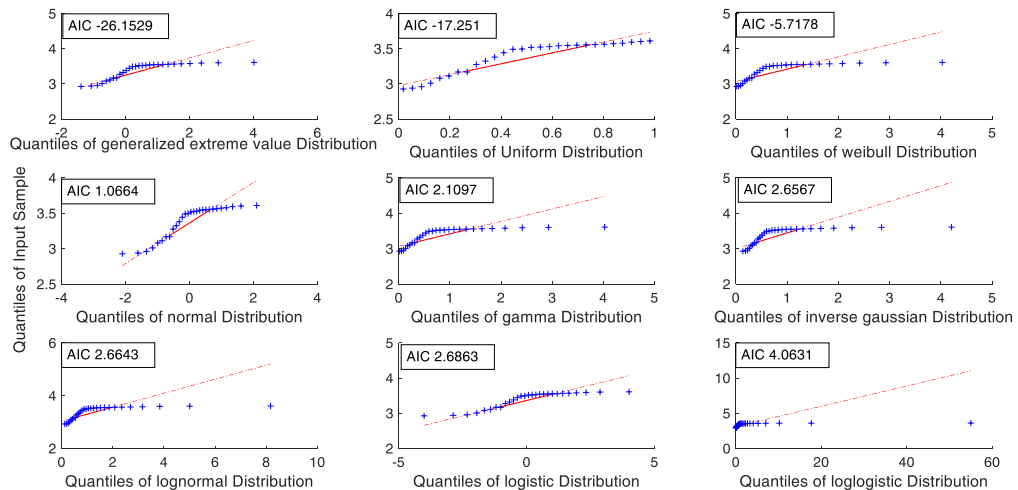 5
4
3
2
AIC -26.1529
-2 0 2 4 6
Quantiles of generalized extreme value Distribution
4
3.5
3
2.5
AIC -17.251
0 0.2 0.4 0.6 0.8 1
Quantiles of Uniform Distribution
5
4
3
2
AIC -5.7178
0 1 2 3 4 5
Quantiles of weibull Distribution
Quantiles of Input Sample
4
3.5
3
2.5
AIC 1.0664
-4 -2 0 2 4
Quantiles of normal Distribution
5
4
3
2
AIC 2.1097
0 1 2 3 4 5
Quantiles of gamma Distribution
5
4
3
2
AIC 2.6567
0 1 2 3 4 5
Quantiles of inverse gaussian Distribution
6
4
2
AIC 2.6643
0 2 4 6 8 10
Quantiles of lognormal Distribution
5
4
3
2
AIC 2.6863
-5 0 5
Quantiles of logistic Distribution
15
10
5
0
AIC 4.0631
0 20 40 60
Quantiles of loglogistic Distribution